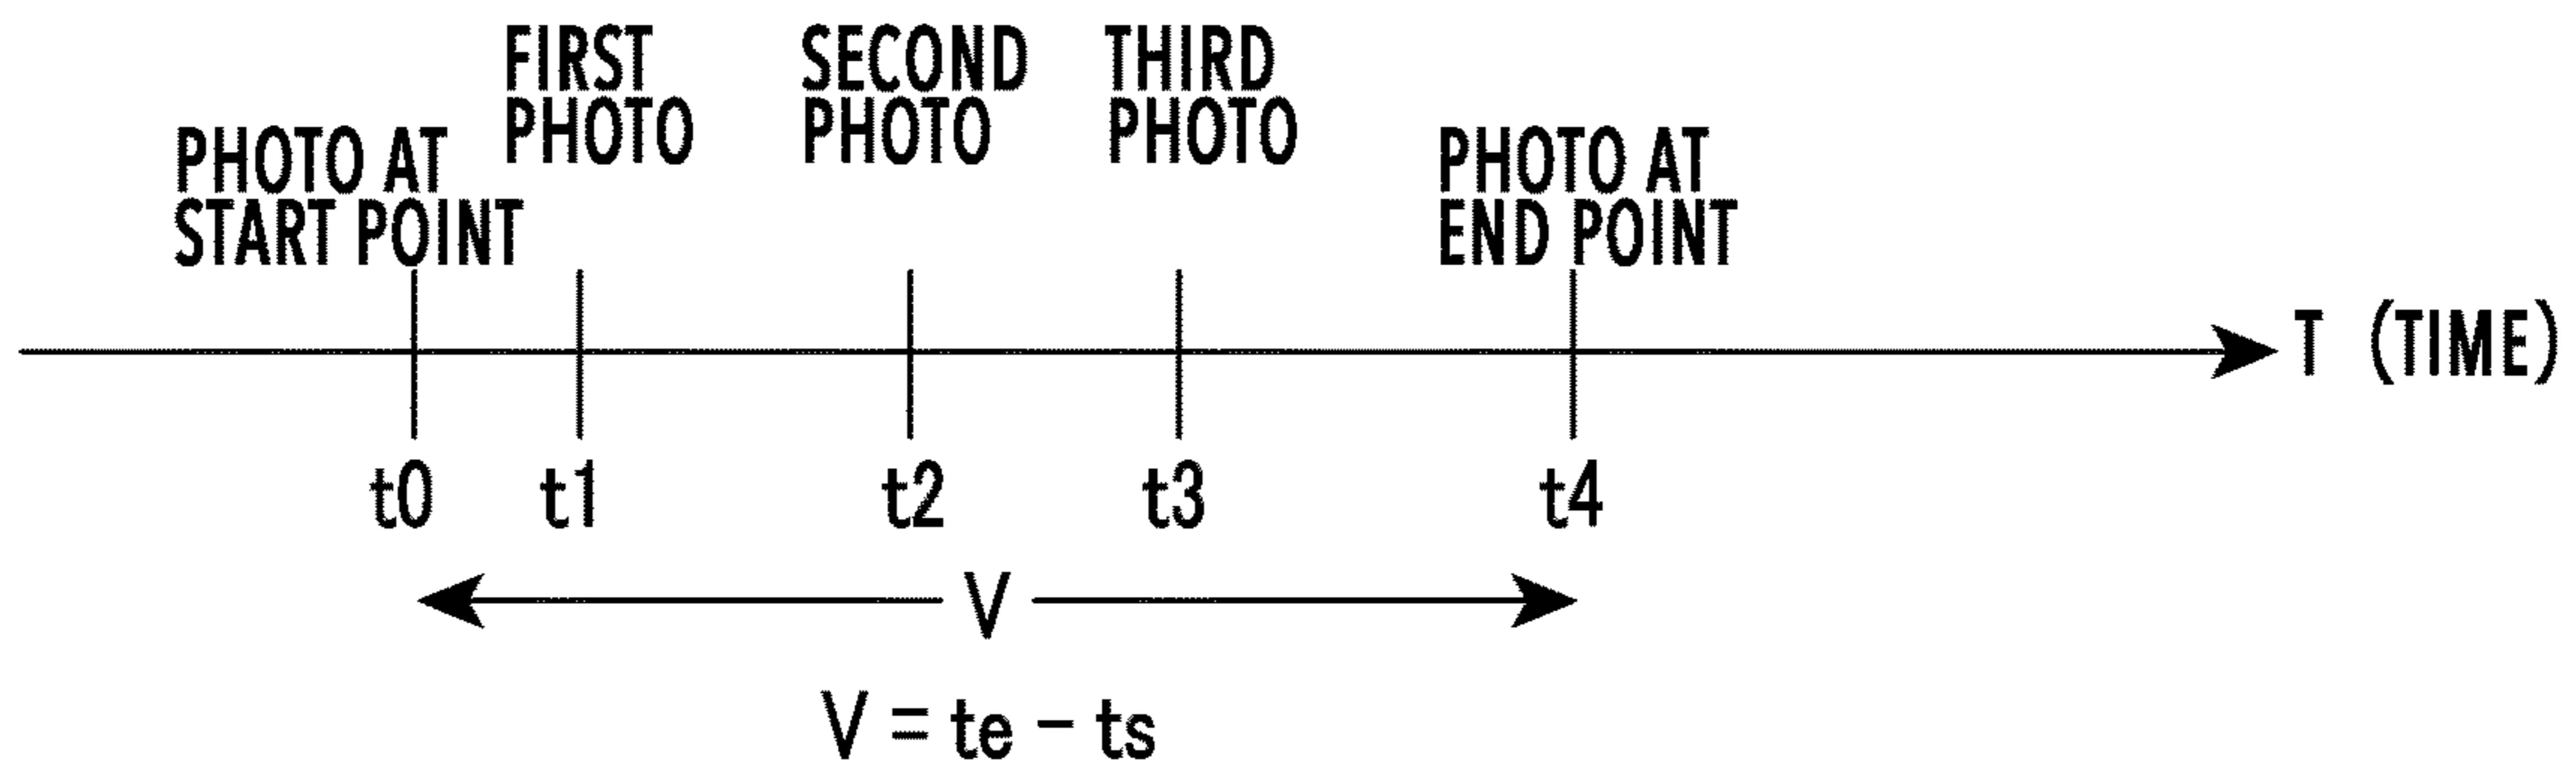 PHOTO AT
START POINT
FIRST
PHOTO
SECOND
PHOTO
THIRD
PHOTO
PHOTO AT
END POINT
T (TIME)
t0
t1
t2
t3
t4
V
V = te - ts